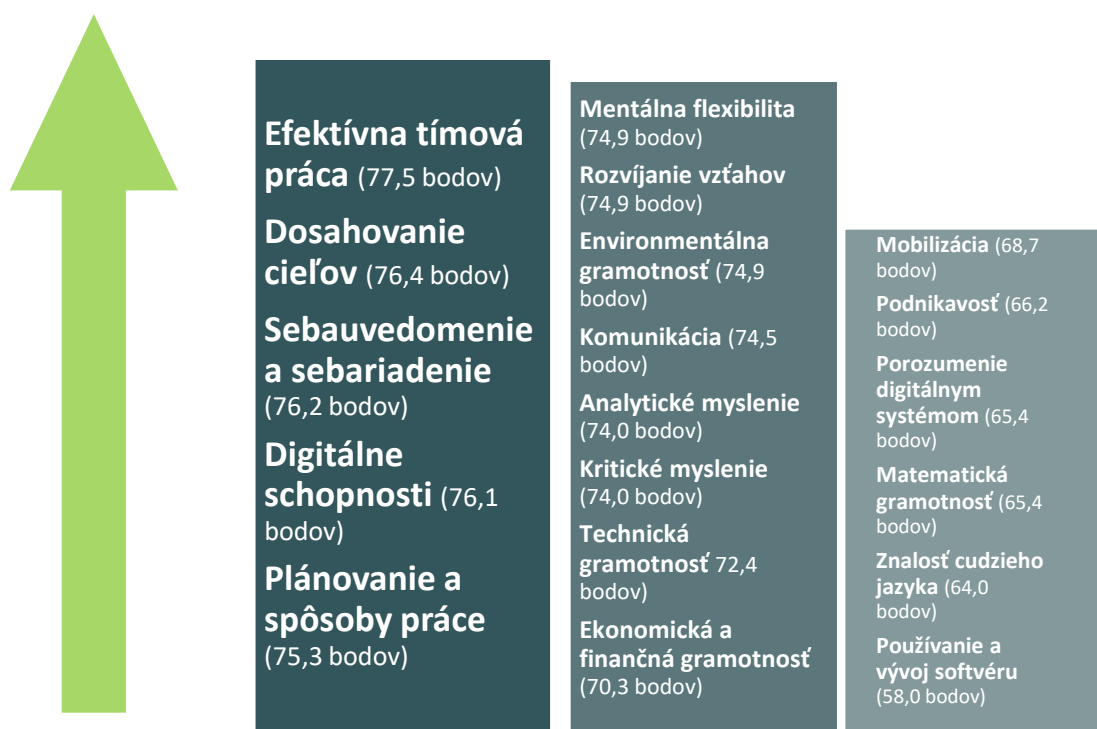 Efektívna tímová
práca (77,5 bodov)
Dosahovanie
cieľov (76,4 bodov)
Sebauvedomenie
a sebariadenie
(76,2 bodov)
Digitálne
schopnosti (76,1
bodov)
Plánovanie a
spôsoby práce
(75,3 bodov)
Mentálna flexibilita
(74,9 bodov)
Rozvíjanie vzťahov
(74,9 bodov)
Environmentálna
gramotnosť (74,9
bodov)
Komunikácia (74,5
bodov)
Analytické myslenie
(74,0 bodov)
Kritické myslenie
(74,0 bodov)
Technická
gramotnosť 72,4
bodov)
Ekonomická a
finančná gramotnosť
(70,3 bodov)
Mobilizácia (68,7
bodov)
Podnikavosť (66,2
bodov)
Porozumenie
digitálnym
systémom (65,4
bodov)
Matematická
gramotnosť (65,4
bodov)
Znalosť cudzieho
jazyka (64,0
bodov)
Používanie a
vývoj softvéru
(58,0 bodov)